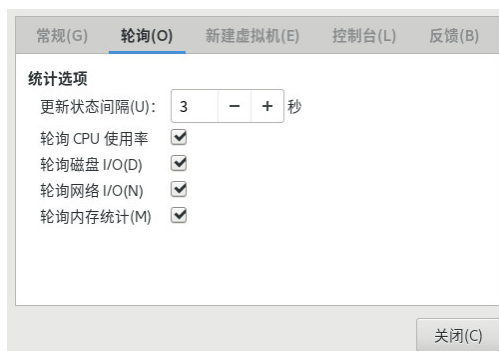 常规(G) 轮询(O) 新建虚拟机(E) 控制台(L) 反馈(B)
统计选项
更新状态间隔(U)： 3 − + 秒
轮询 CPU 使用率
轮询磁盘 I/O(D)
轮询网络 I/O(N)
轮询内存统计(M)
关闭(C)